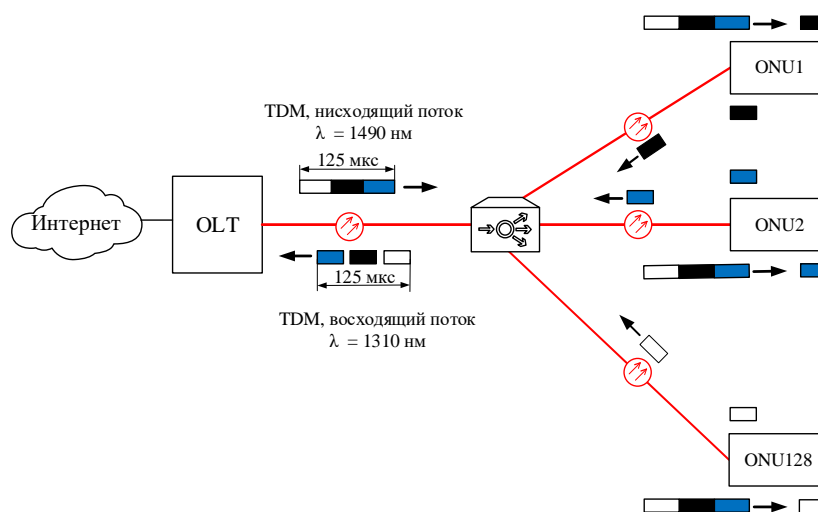 ONU1
TDM, нисходящий поток
λ = 1490 нм
125 мкс
Интернет
OLT
ONU2
125 мкс
TDM, восходящий поток
λ = 1310 нм
ONU128